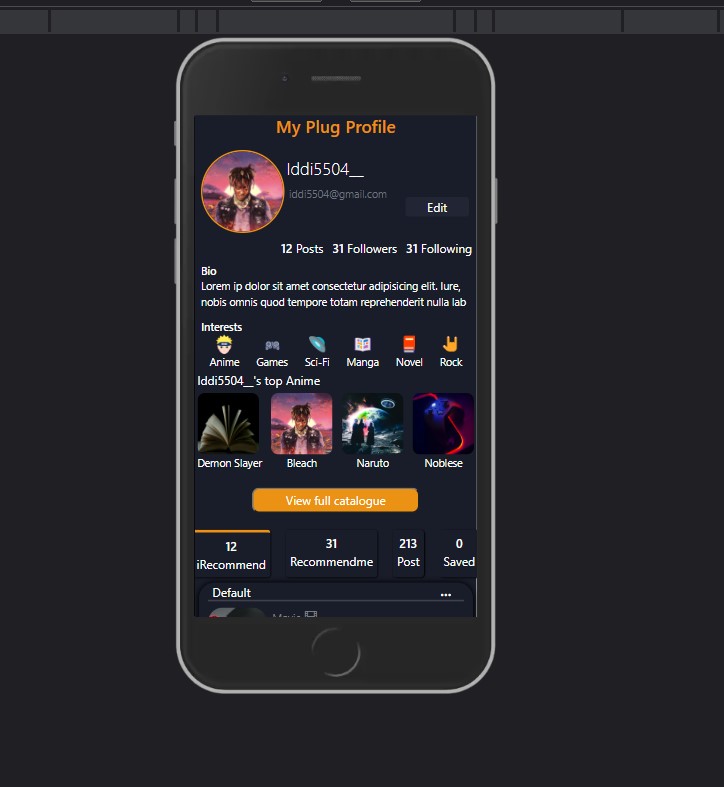 My Plug Profile
Iddi5504__
iddi5504@gmail.com
Edit
12 Posts 31 Followers 31 Following
Bio
Lorem ip dolor sit amet consectetur adipisicing elit. Iure,
nobis omnis quod tempore totam reprehenderit nulla lab
Interests
Anime Games Sci-Fi Manga Novel Rock
Iddi5504__'s top Anime
Demon Slayer Bleach Naruto Noblese
View full catalogue
12 31 213 0
iRecommend Recommendme Post Saved
Default ...
Movie